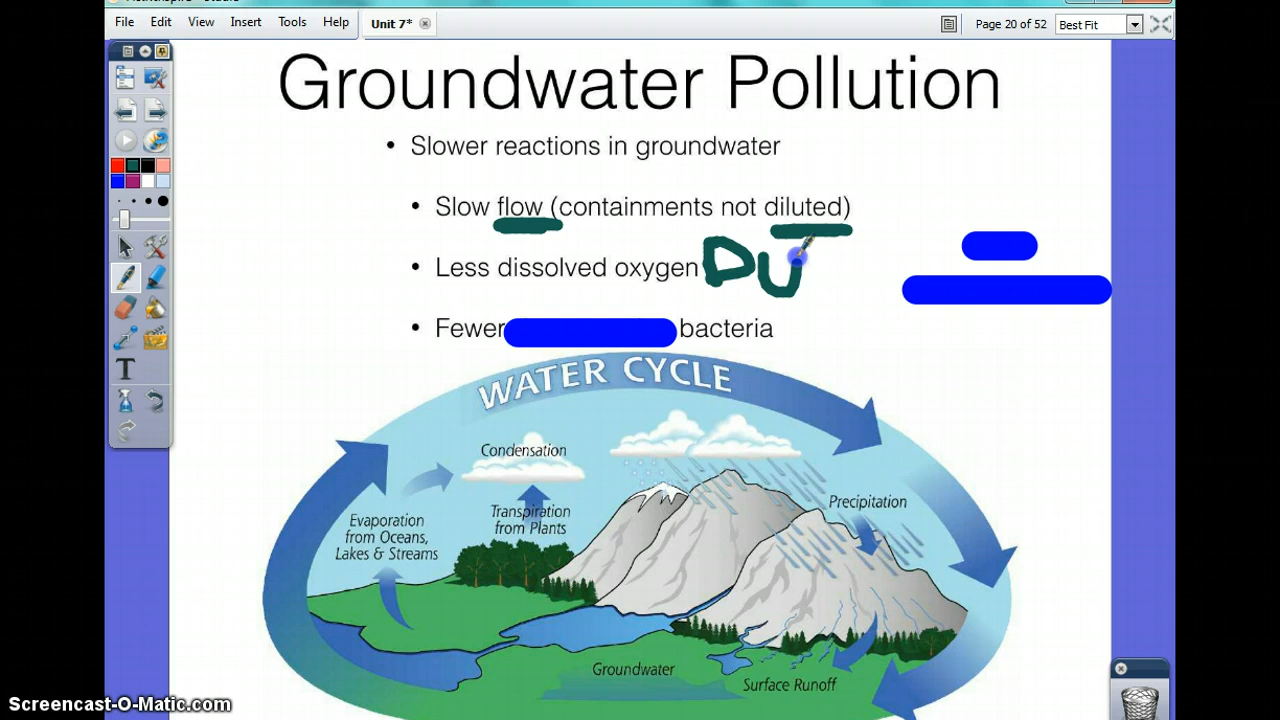 File Edit View Insert Tools Help Unit 7* Page 20 of 52 Best Fit
Groundwater Pollution
• Slower reactions in groundwater
• Slow flow (containments not diluted)
• Less dissolved oxygen
• Fewer
bacteria
WATER CYCLE
Condensation
Transpiration
from Plants
Precipitation
Evaporation
from Oceans,
Lakes & Streams
Groundwater
Surface Runoff
T
Screencast-O-Matic.com